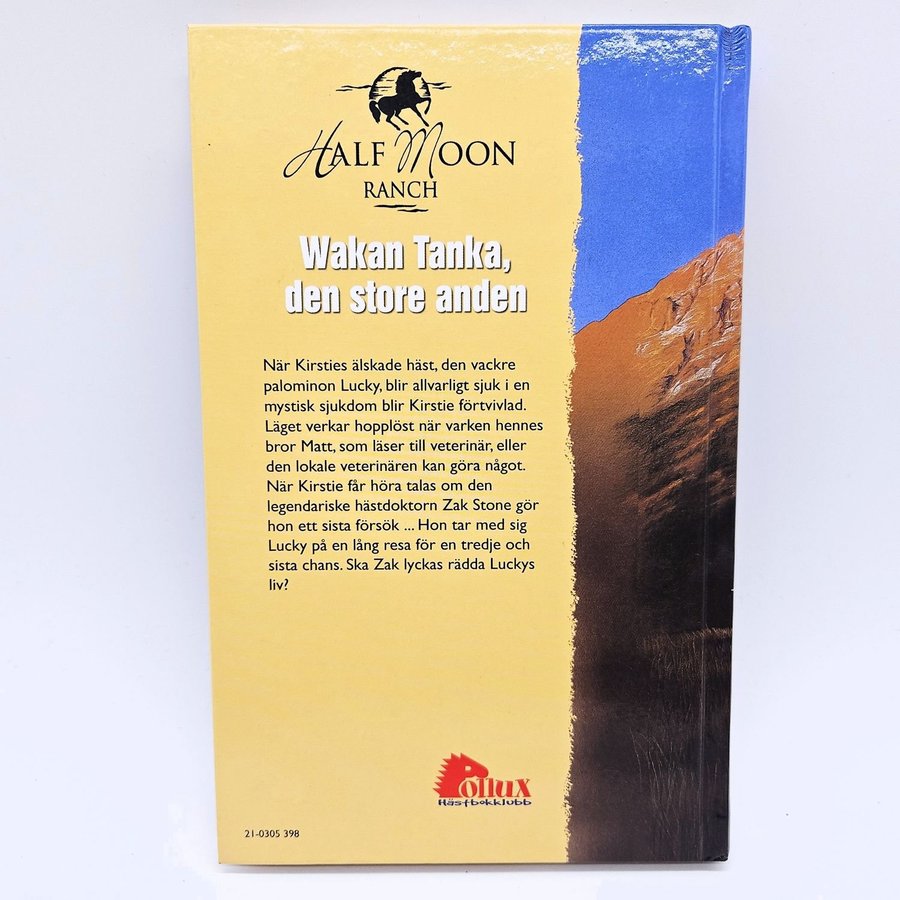 HALF MOON
RANCH
Wakan Tanka,
den store anden
När Kirsties älskade häst, den vackre
palominon Lucky, blir allvarligt sjuk i en
mystisk sjukdom blir Kirstie förtvivlad.
Läget verkar hopplöst när varken hennes
bror Matt, som läser till veterinär, eller
den lokale veterinären kan göra något.
När Kirstie får höra talas om den
legendariske hästdoktorn Zak Stone gör
hon ett sista försök ... Hon tar med sig
Lucky på en lång resa för en tredje och
sista chans. Ska Zak lyckas rädda Luckys
liv?
Pollux
Hästbokklubb
21-0305 398